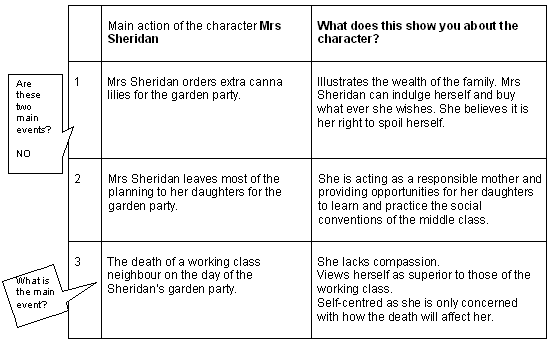 Main action of the character Mrs
Sheridan
What does this show you about the
character?
Are
these
two
main
events?
NO
1
Mrs Sheridan orders extra canna
lilies for the garden party.
Illustrates the wealth of the family. Mrs
Sheridan can indulge herself and buy
what ever she wishes. She believes it is
her right to spoil herself.
2
Mrs Sheridan leaves most of the
planning to her daughters for the
garden party.
She is acting as a responsible mother and
providing opportunities for her daughters
to learn and practice the social
conventions of the middle class.
What is
the main
event?
3
The death of a working class
neighbour on the day of the
Sheridan's garden party.
She lacks compassion.
Views herself as superior to those of the
working class.
Self-centred as she is only concerned
with how the death will affect her.